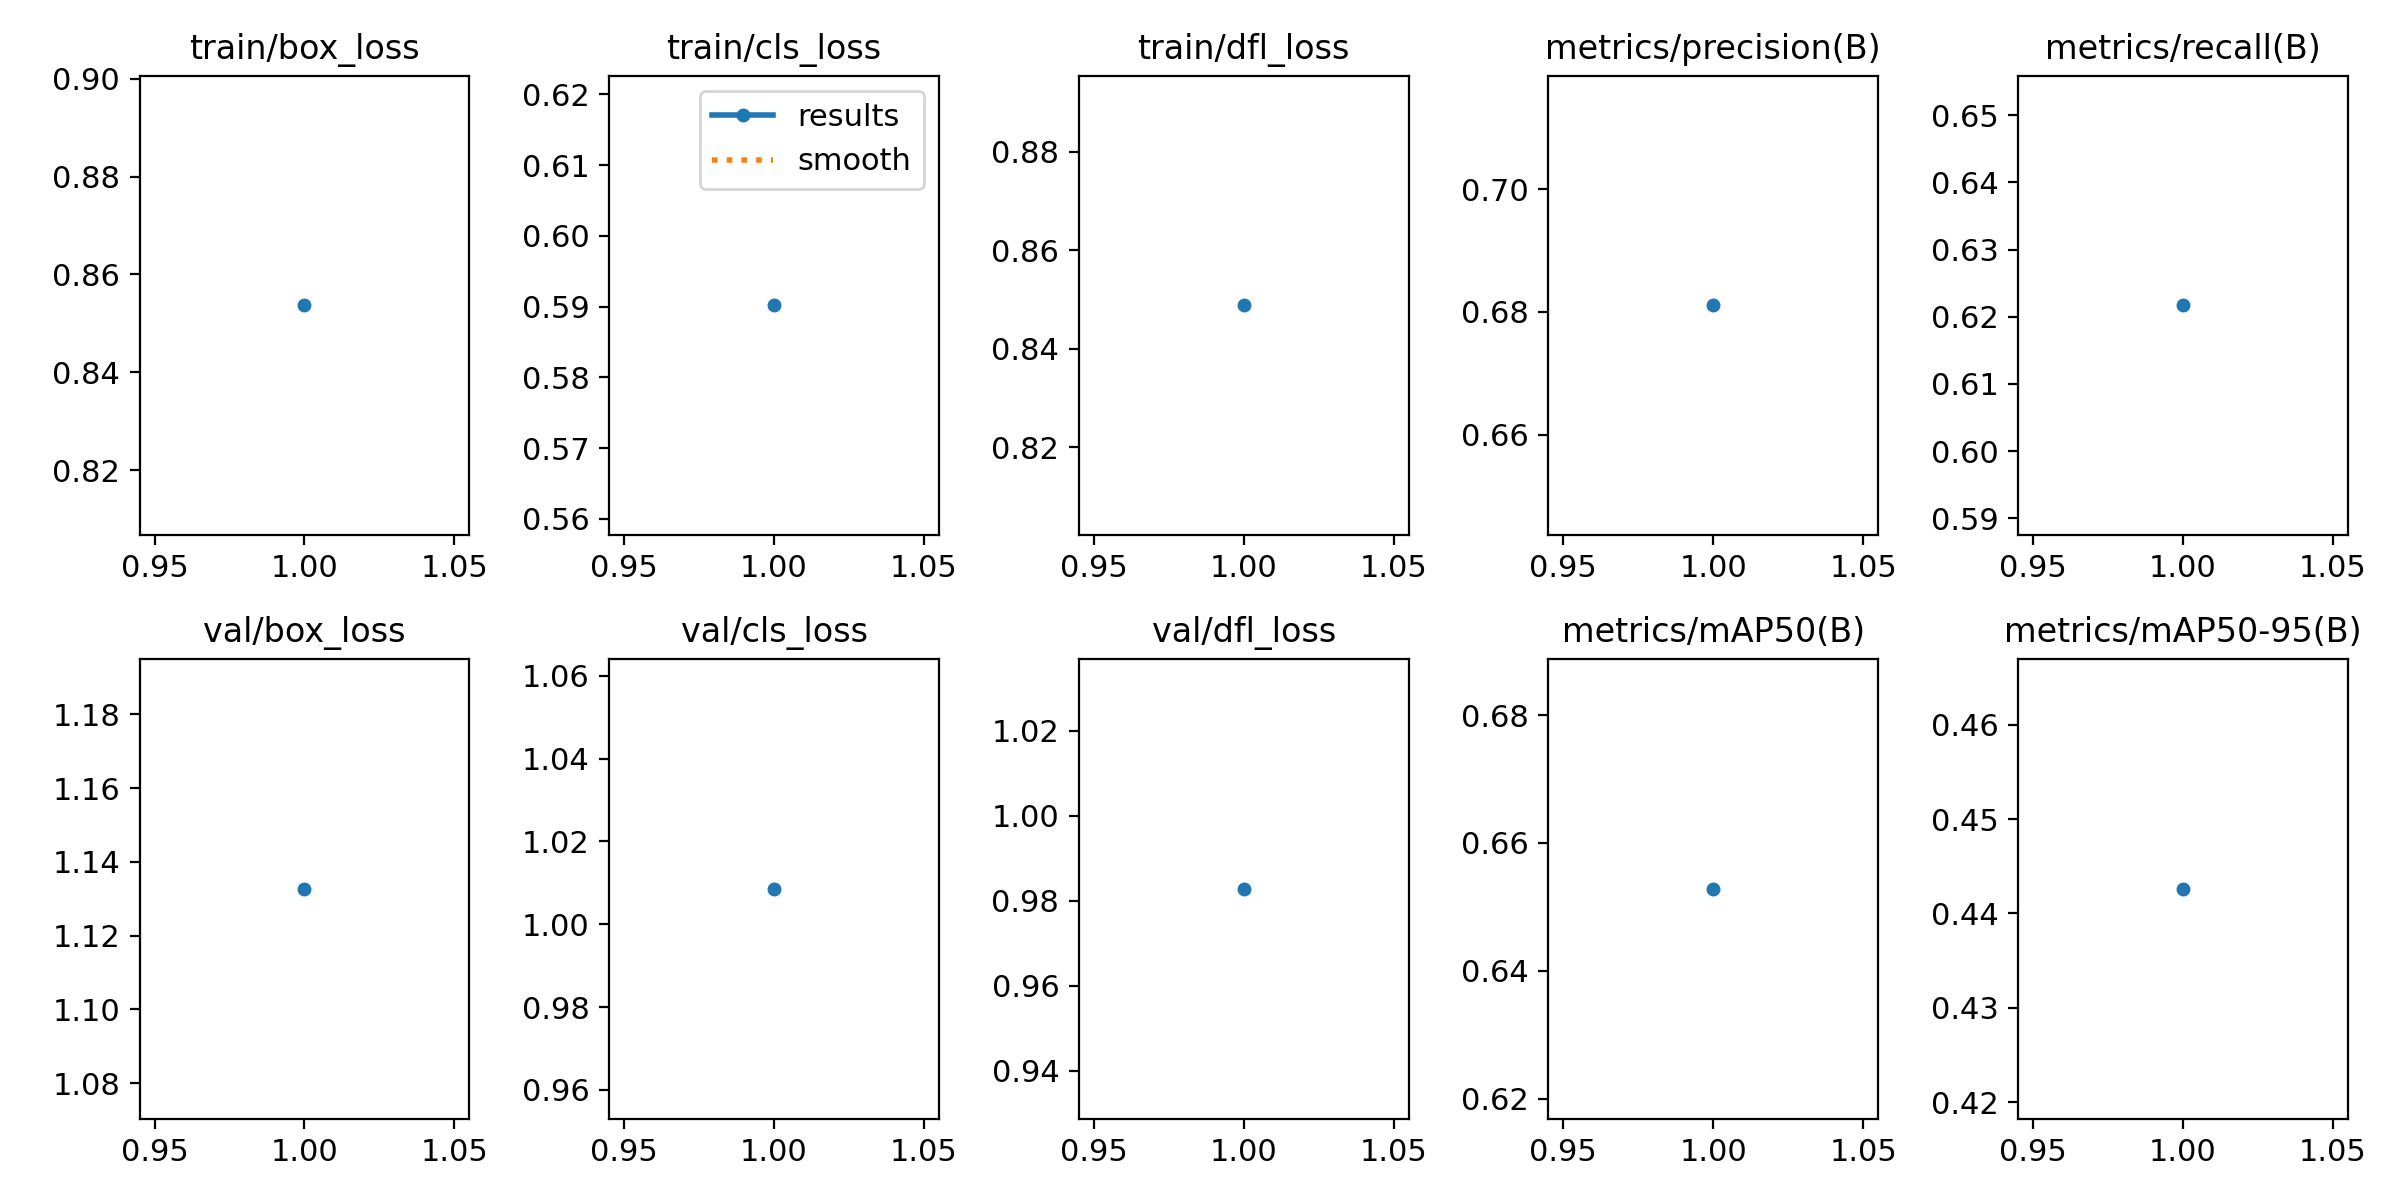 train/box_loss
0.90
0.88
0.86
0.84
0.82
0.95 1.00 1.05
train/cls_loss
results
smooth
0.62
0.61
0.60
0.59
0.58
0.57
0.56
0.95 1.00 1.05
train/dfl_loss
0.88
0.86
0.84
0.82
0.95 1.00 1.05
metrics/precision(B)
0.70
0.68
0.66
0.95 1.00 1.05
metrics/recall(B)
0.65
0.64
0.63
0.62
0.61
0.60
0.59
0.95 1.00 1.05
val/box_loss
1.18
1.16
1.14
1.12
1.10
1.08
0.95 1.00 1.05
val/cls_loss
1.06
1.04
1.02
1.00
0.98
0.96
0.95 1.00 1.05
val/dfl_loss
1.02
1.00
0.98
0.96
0.94
0.95 1.00 1.05
metrics/mAP50(B)
0.68
0.66
0.64
0.62
0.95 1.00 1.05
metrics/mAP50-95(B)
0.46
0.45
0.44
0.43
0.42
0.95 1.00 1.05